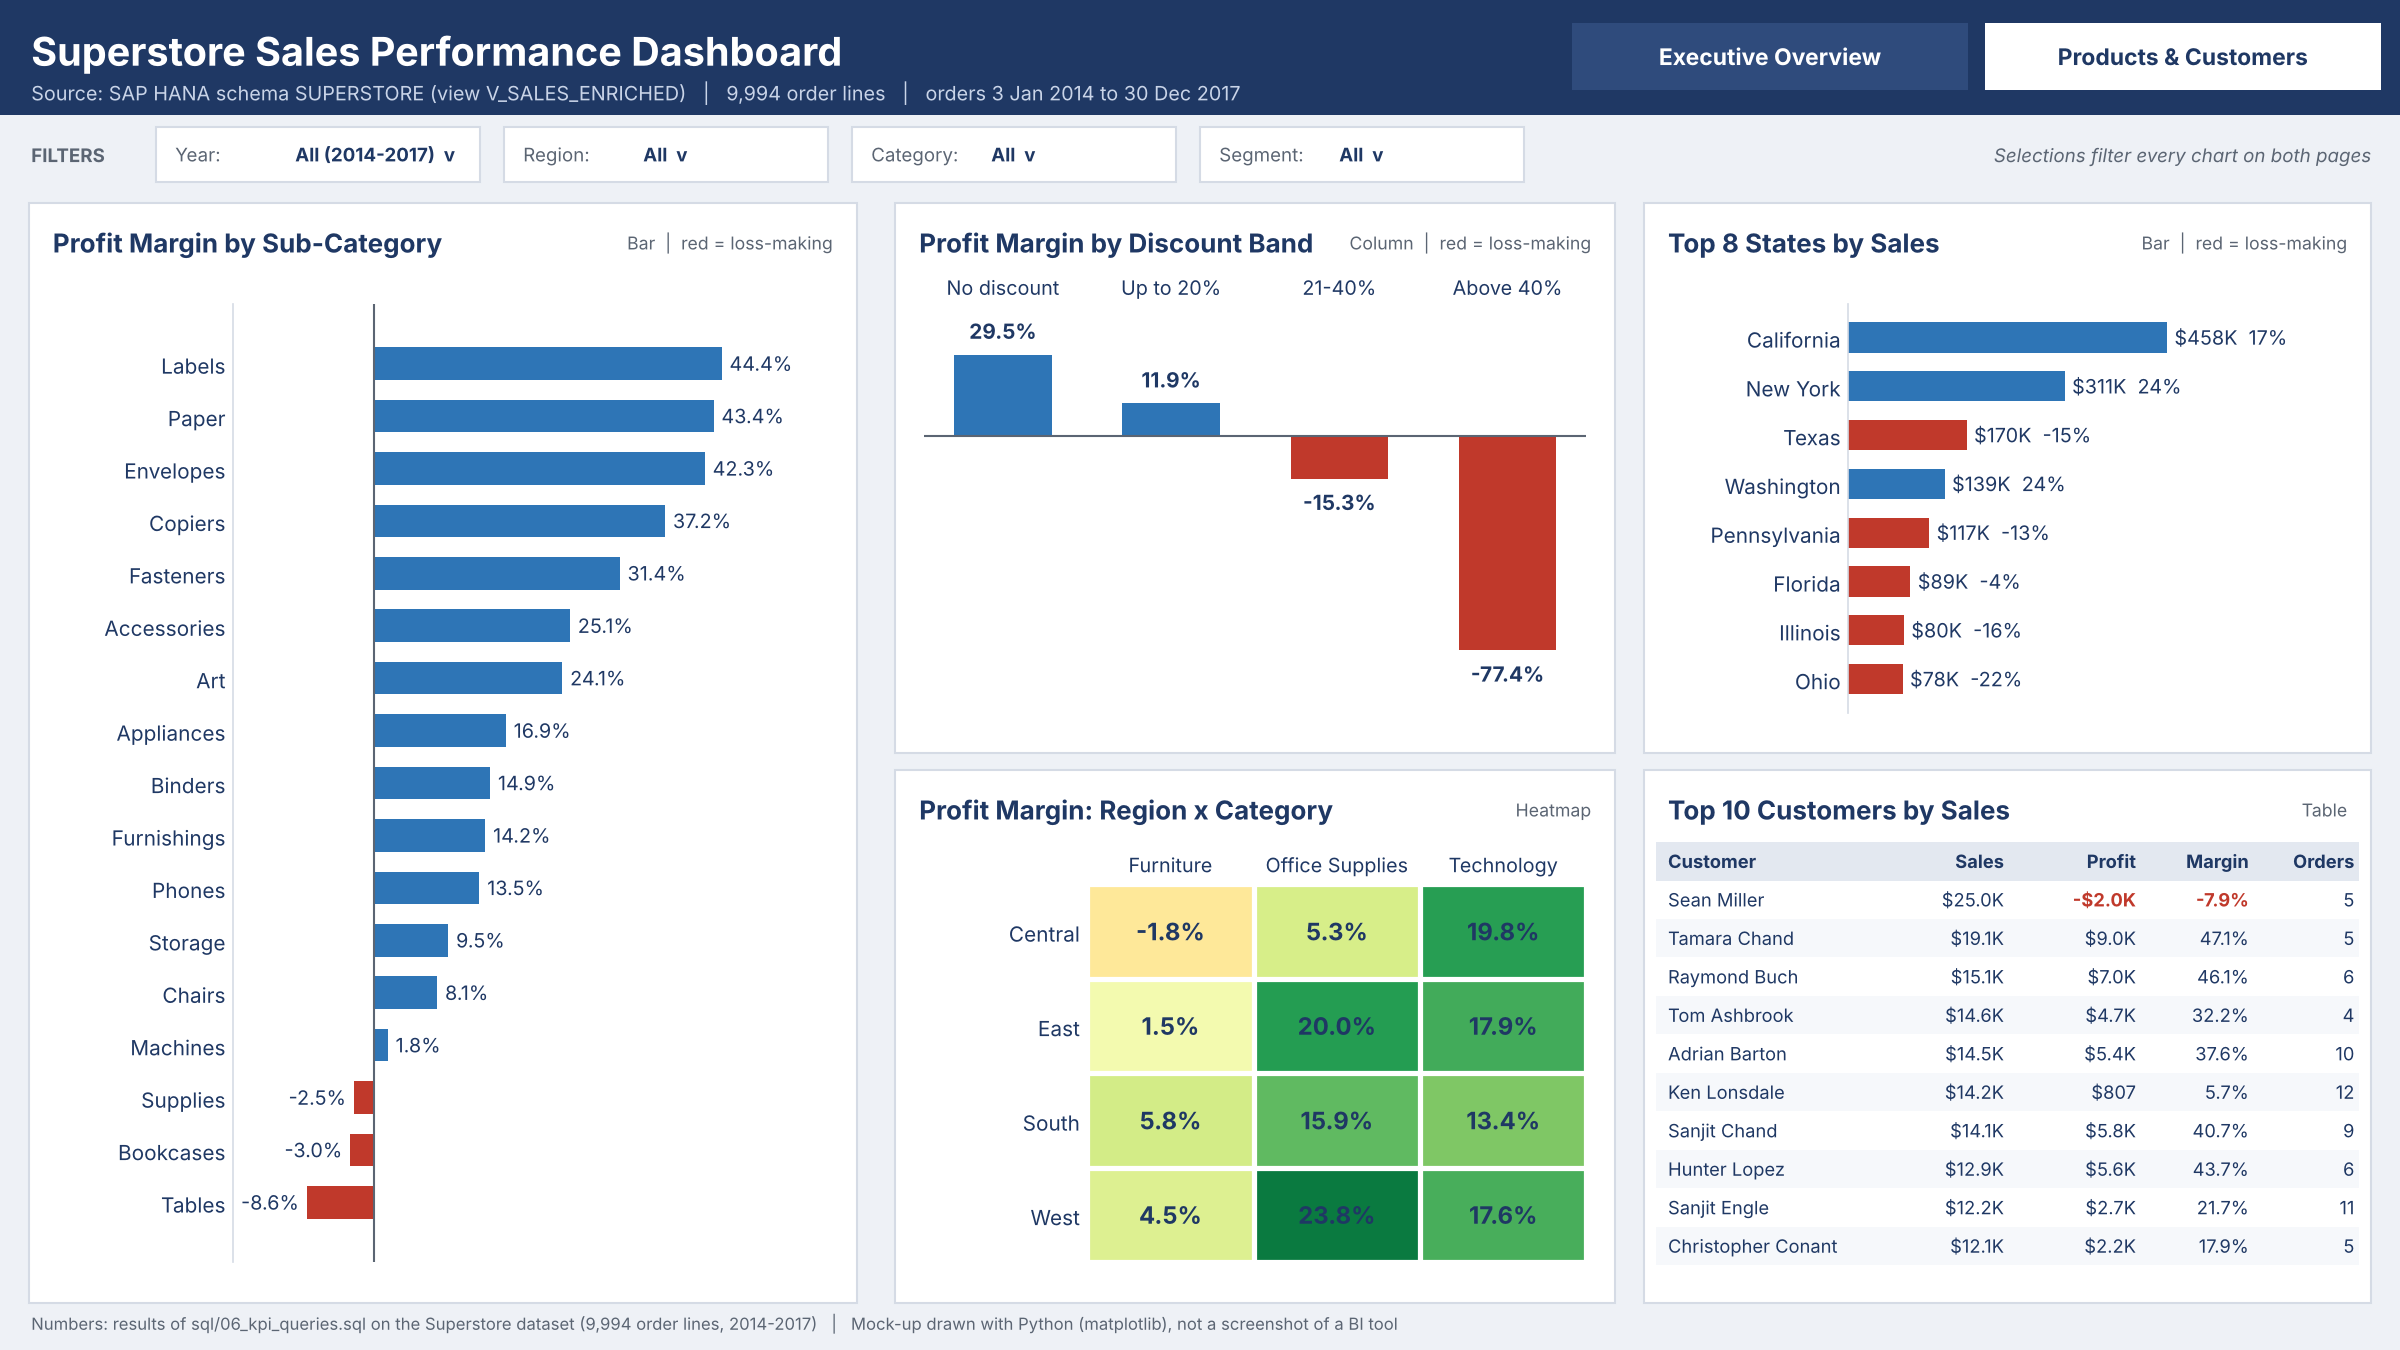 Superstore Sales Performance Dashboard
Source: SAP HANA schema SUPERSTORE (view V_SALES_ENRICHED) | 9,994 order lines | orders 3 Jan 2014 to 30 Dec 2017
Executive Overview
Products & Customers
FILTERS
Year: All (2014-2017) v
Region: All v
Category: All v
Segment: All v
Selections filter every chart on both pages
Profit Margin by Sub-Category
Bar | red = loss-making
Labels 44.4%
Paper 43.4%
Envelopes 42.3%
Copiers 37.2%
Fasteners 31.4%
Accessories 25.1%
Art 24.1%
Appliances 16.9%
Binders 14.9%
Furnishings 14.2%
Phones 13.5%
Storage 9.5%
Chairs 8.1%
Machines 1.8%
Supplies -2.5%
Bookcases -3.0%
Tables -8.6%
Profit Margin by Discount Band
Column | red = loss-making
No discount Up to 20% 21-40% Above 40%
29.5%
11.9%
-15.3%
-77.4%
Top 8 States by Sales
Bar | red = loss-making
California $458K 17%
New York $311K 24%
Texas $170K -15%
Washington $139K 24%
Pennsylvania $117K -13%
Florida $89K -4%
Illinois $80K -16%
Ohio $78K -22%
Profit Margin: Region x Category
Heatmap
Furniture Office Supplies Technology
Central -1.8% 5.3% 19.8%
East 1.5% 20.0% 17.9%
South 5.8% 15.9% 13.4%
West 4.5% 23.8% 17.6%
Top 10 Customers by Sales
Table
Customer Sales Profit Margin Orders
Sean Miller $25.0K -$2.0K -7.9% 5
Tamara Chand $19.1K $9.0K 47.1% 5
Raymond Buch $15.1K $7.0K 46.1% 6
Tom Ashbrook $14.6K $4.7K 32.2% 4
Adrian Barton $14.5K $5.4K 37.6% 10
Ken Lonsdale $14.2K $807 5.7% 12
Sanjit Chand $14.1K $5.8K 40.7% 9
Hunter Lopez $12.9K $5.6K 43.7% 6
Sanjit Engle $12.2K $2.7K 21.7% 11
Christopher Conant $12.1K $2.2K 17.9% 5
Numbers: results of sql/06_kpi_queries.sql on the Superstore dataset (9,994 order lines, 2014-2017) | Mock-up drawn with Python (matplotlib), not a screenshot of a BI tool